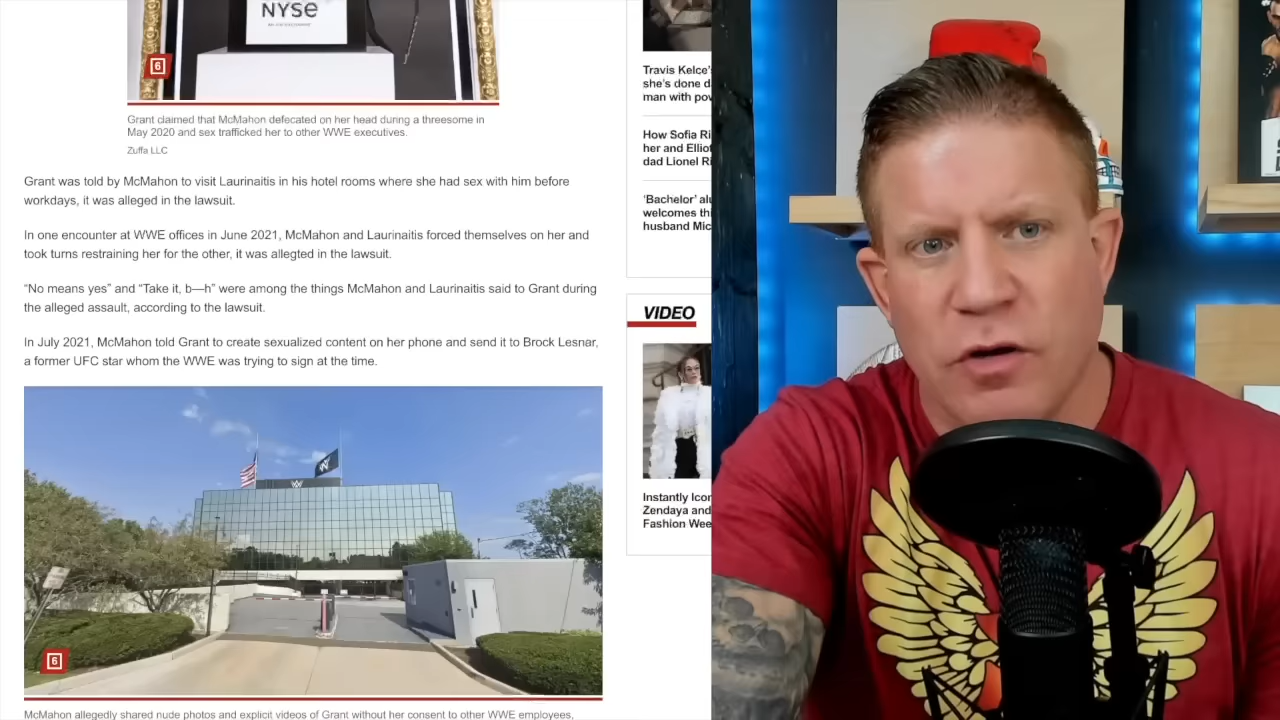 NYSE
6
Grant claimed that McMahon defecated on her head during a threesome in
May 2020 and sex trafficked her to other WWE executives.
Zuffa LLC
Grant was told by McMahon to visit Laurinaitis in his hotel rooms where she had sex with him before
workdays, it was alleged in the lawsuit.
In one encounter at WWE offices in June 2021, McMahon and Laurinaitis forced themselves on her and
took turns restraining her for the other, it was allegted in the lawsuit.
“No means yes” and “Take it, b—h” were among the things McMahon and Laurinaitis said to Grant during
the alleged assault, according to the lawsuit.
In July 2021, McMahon told Grant to create sexualized content on her phone and send it to Brock Lesnar,
a former UFC star whom the WWE was trying to sign at the time.
6
McMahon allegedly shared nude photos and explicit videos of Grant without her consent to other WWE employees,
Travis Kelce's
she's done d
man with pov
How Sofia Ri
her and Elliot
dad Lionel Ri
'Bachelor' alu
welcomes thi
husband Mic
VIDEO
Instantly Icor
Zendaya and
Fashion Wee